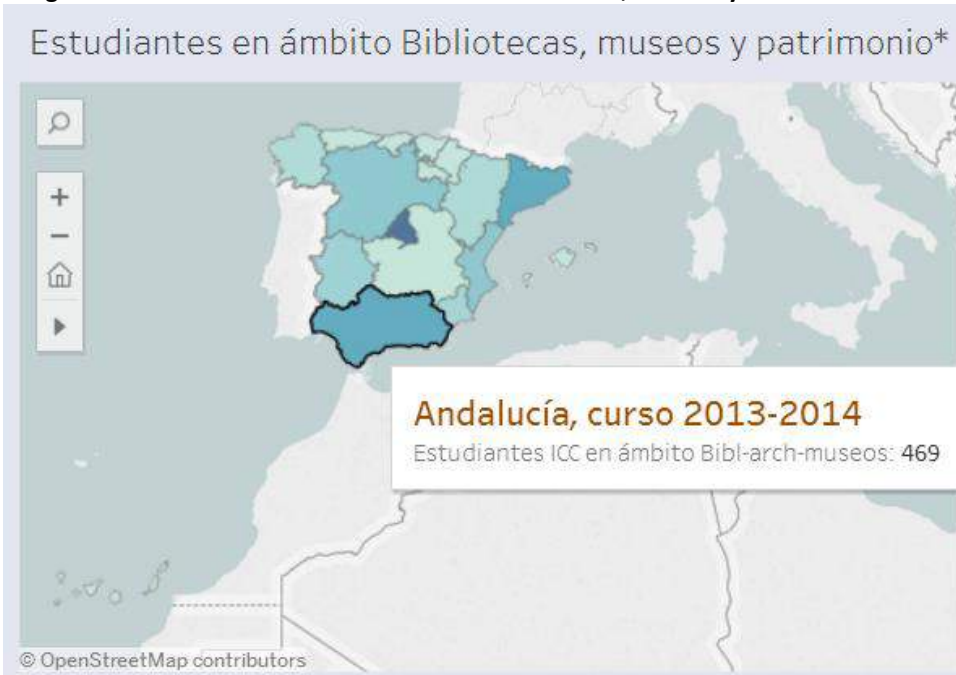 Estudiantes en ámbito Bibliotecas, museos y patrimonio*
Andalucía, curso 2013-2014
Estudiantes ICC en ámbito Bibl-arch-museos: 469
© OpenStreetMap contributors